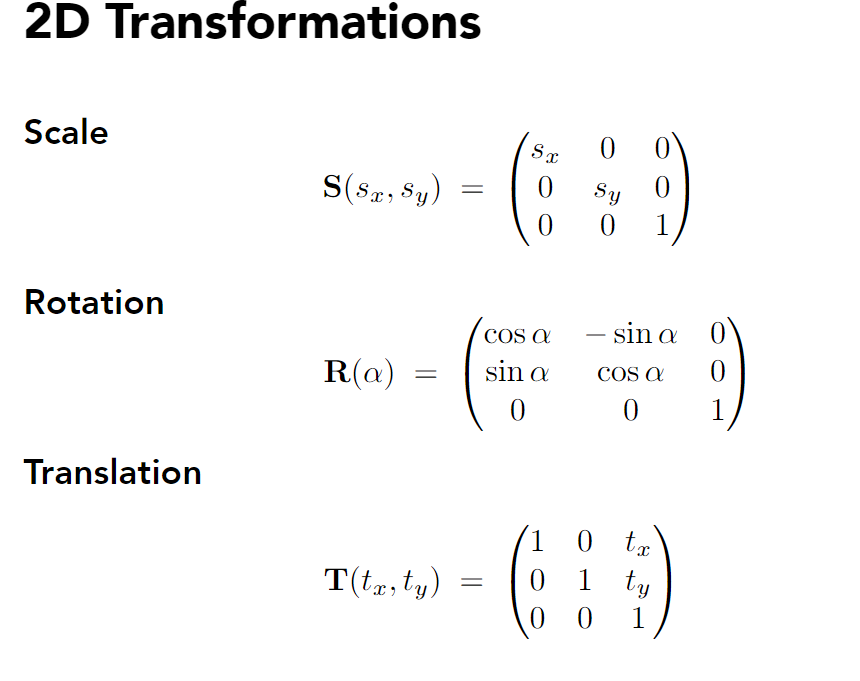 2D Transformations
Scale
$$\mathbf{S}(s_x, s_y) = \begin{pmatrix} s_x & 0 & 0 \\ 0 & s_y & 0 \\ 0 & 0 & 1 \end{pmatrix}$$
Rotation
$$\mathbf{R}(\alpha) = \begin{pmatrix} \cos\alpha & -\sin\alpha & 0 \\ \sin\alpha & \cos\alpha & 0 \\ 0 & 0 & 1 \end{pmatrix}$$
Translation
$$\mathbf{T}(t_x, t_y) = \begin{pmatrix} 1 & 0 & t_x \\ 0 & 1 & t_y \\ 0 & 0 & 1 \end{pmatrix}$$